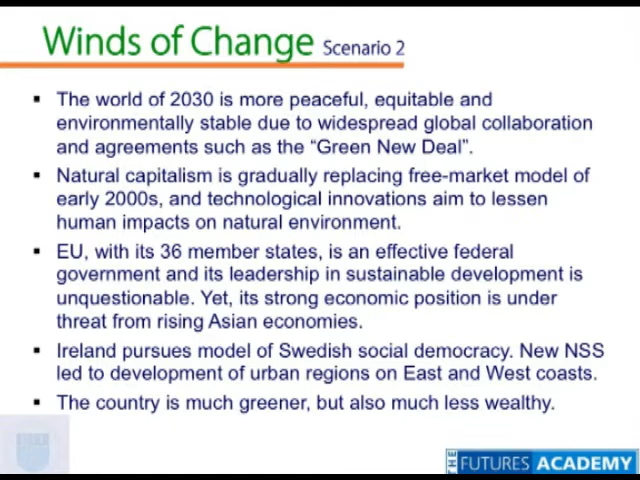 Winds of Change Scenario 2
▪ The world of 2030 is more peaceful, equitable and
environmentally stable due to widespread global collaboration
and agreements such as the “Green New Deal”.
▪ Natural capitalism is gradually replacing free-market model of
early 2000s, and technological innovations aim to lessen
human impacts on natural environment.
▪ EU, with its 36 member states, is an effective federal
government and its leadership in sustainable development is
unquestionable. Yet, its strong economic position is under
threat from rising Asian economies.
▪ Ireland pursues model of Swedish social democracy. New NSS
led to development of urban regions on East and West coasts.
▪ The country is much greener, but also much less wealthy.
THE FUTURES ACADEMY